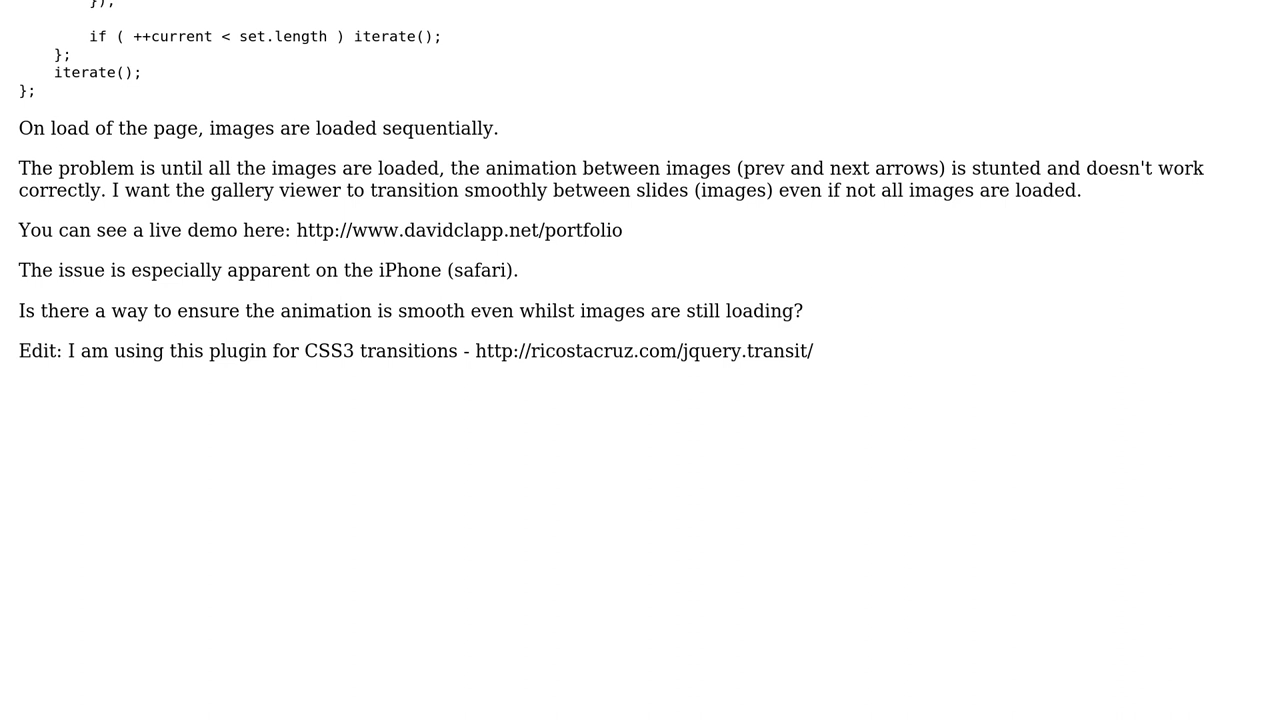 });
if ( ++current < set.length ) iterate();
};
iterate();
};
On load of the page, images are loaded sequentially.
The problem is until all the images are loaded, the animation between images (prev and next arrows) is stunted and doesn't work
correctly. I want the gallery viewer to transition smoothly between slides (images) even if not all images are loaded.
You can see a live demo here: http://www.davidclapp.net/portfolio
The issue is especially apparent on the iPhone (safari).
Is there a way to ensure the animation is smooth even whilst images are still loading?
Edit: I am using this plugin for CSS3 transitions - http://ricostacruz.com/jquery.transit/